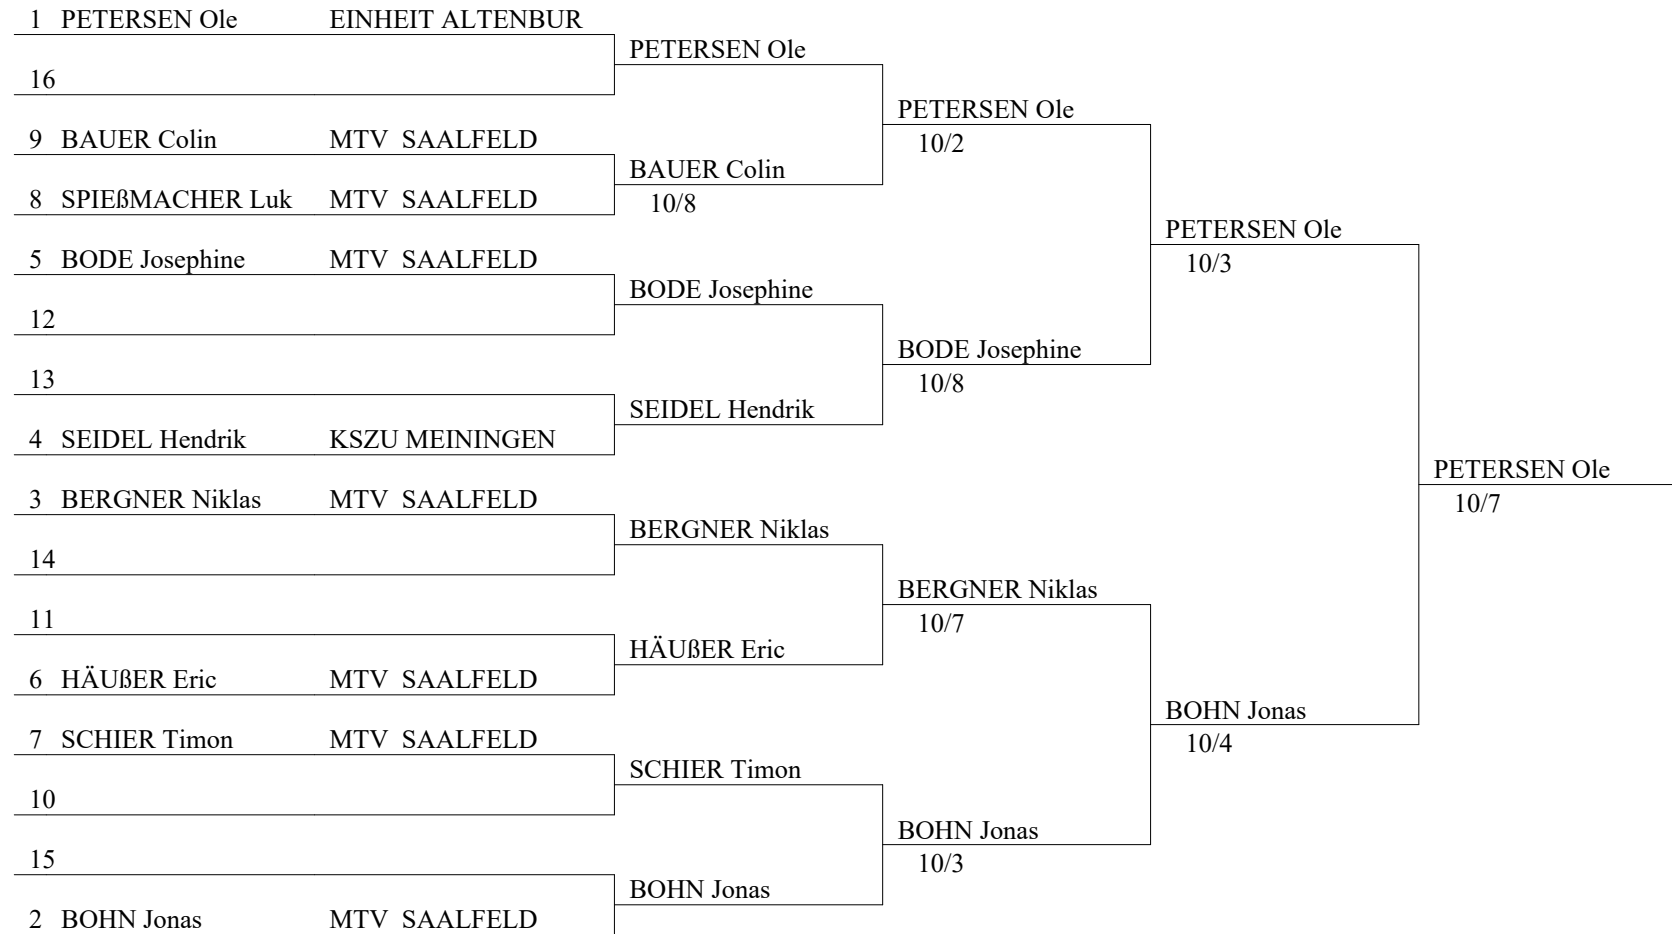 1 PETERSEN Ole EINHEIT ALTENBUR
PETERSEN Ole
16
PETERSEN Ole
9 BAUER Colin MTV SAALFELD
10/2
BAUER Colin
8 SPIEßMACHER Luk MTV SAALFELD
10/8
PETERSEN Ole
5 BODE Josephine MTV SAALFELD
10/3
BODE Josephine
12
BODE Josephine
13
10/8
SEIDEL Hendrik
4 SEIDEL Hendrik KSZU MEININGEN
PETERSEN Ole
3 BERGNER Niklas MTV SAALFELD
10/7
BERGNER Niklas
14
BERGNER Niklas
11
10/7
HÄUßER Eric
6 HÄUßER Eric MTV SAALFELD
BOHN Jonas
7 SCHIER Timon MTV SAALFELD
10/4
SCHIER Timon
10
BOHN Jonas
15
10/3
BOHN Jonas
2 BOHN Jonas MTV SAALFELD